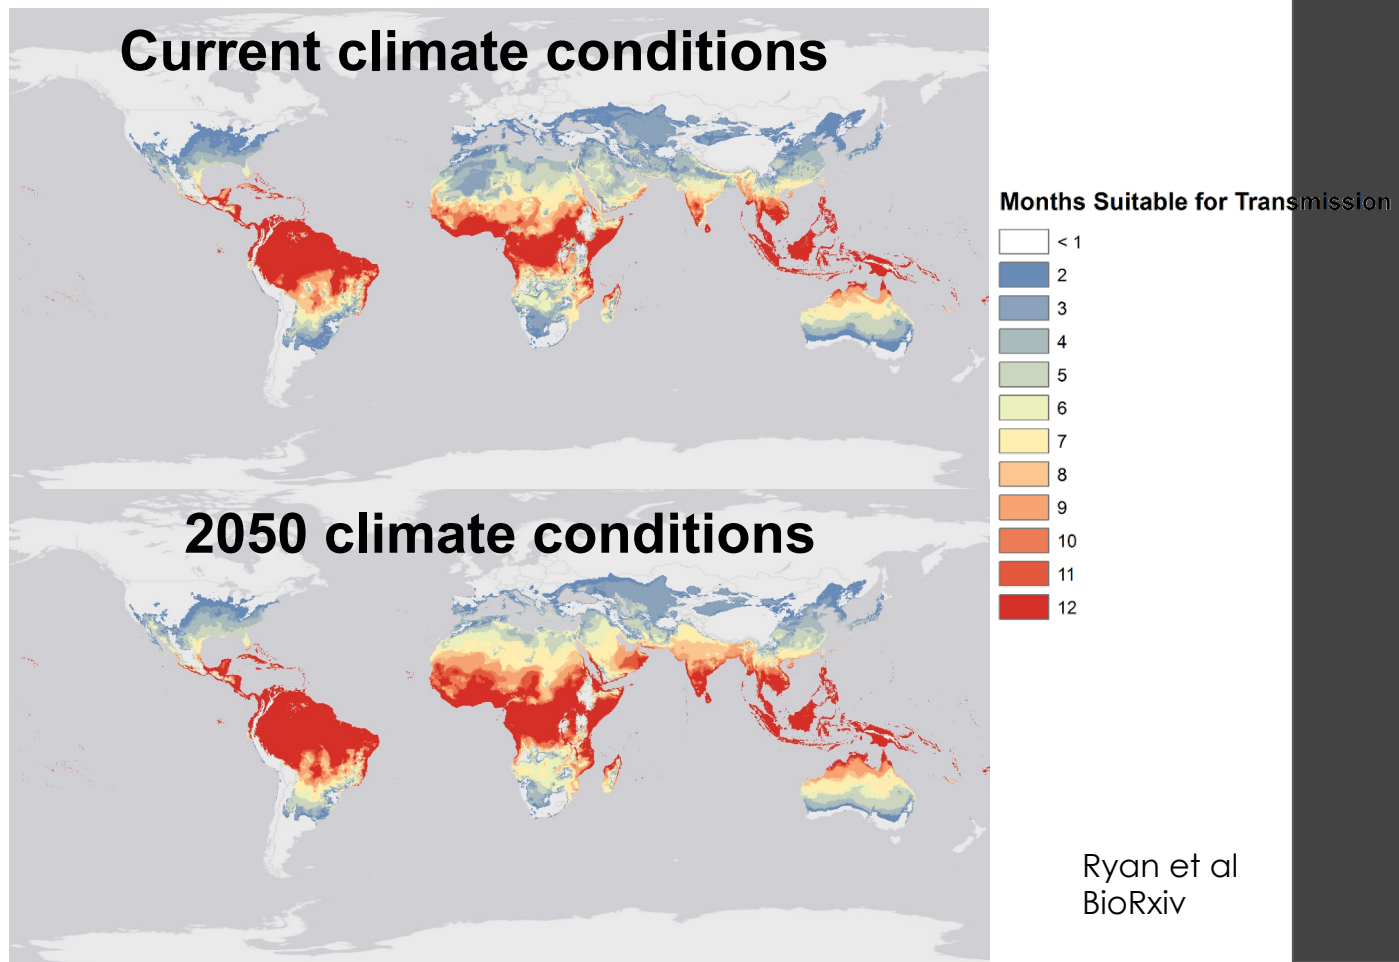 Current climate conditions
Months Suitable for Transmission
< 1
2
3
4
5
6
7
8
9
10
11
12
2050 climate conditions
Ryan et al
BioRxiv